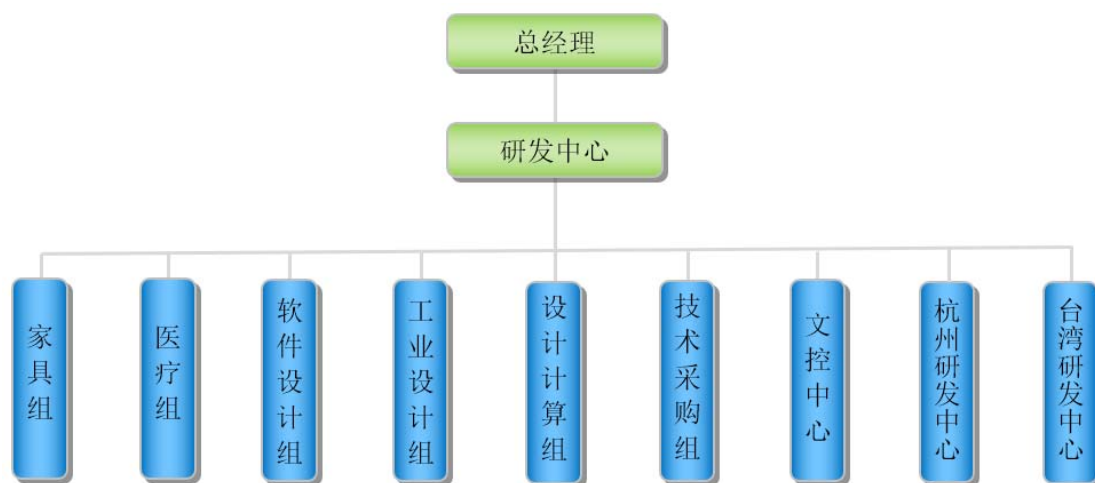 总经理
研发中心
家具组
医疗组
软件设计组
工业设计组
设计计算组
技术采购组
文控中心
杭州研发中心
台湾研发中心